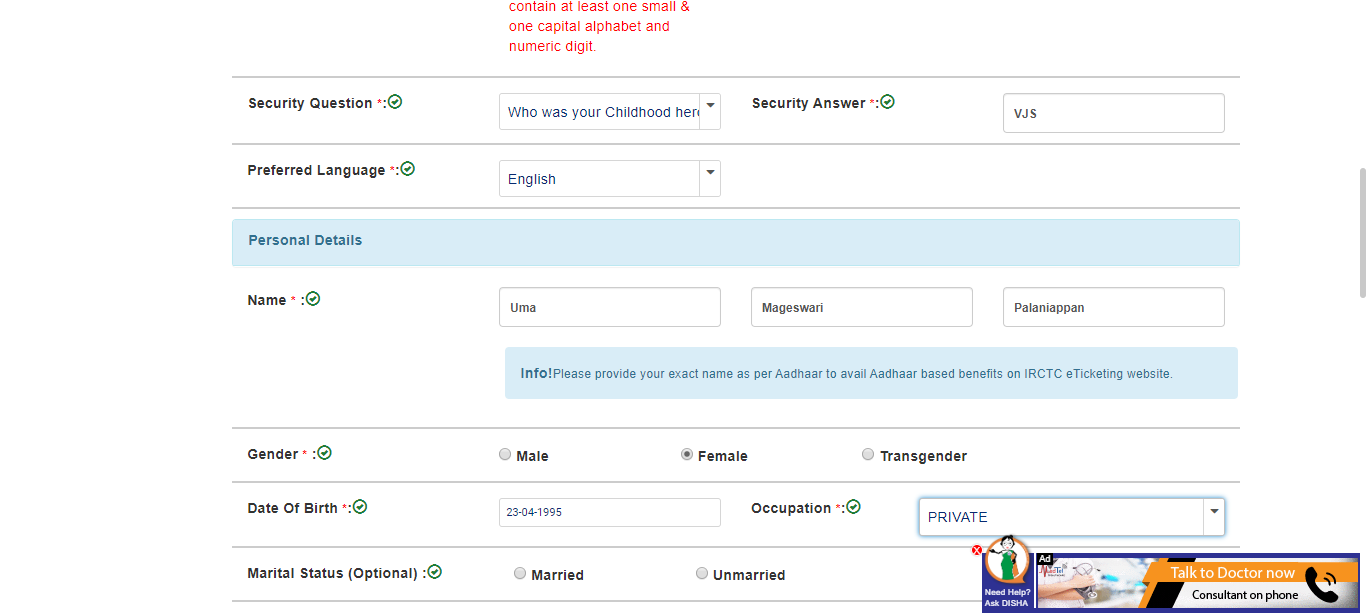 contain at least one small &
one capital alphabet and
numeric digit.
Security Question *:
Who was your Childhood hero
Security Answer *:
VJS
Preferred Language *:
English
Personal Details
Name * :
Uma
Mageswari
Palaniappan
Info!Please provide your exact name as per Aadhaar to avail Aadhaar based benefits on IRCTC eTicketing website.
Gender * :
Male
Female
Transgender
Date Of Birth *:
23-04-1995
Occupation *:
PRIVATE
Marital Status (Optional) :
Married
Unmarried
Need Help?
Ask DISHA
Ad
Talk to Doctor now
Consultant on phone